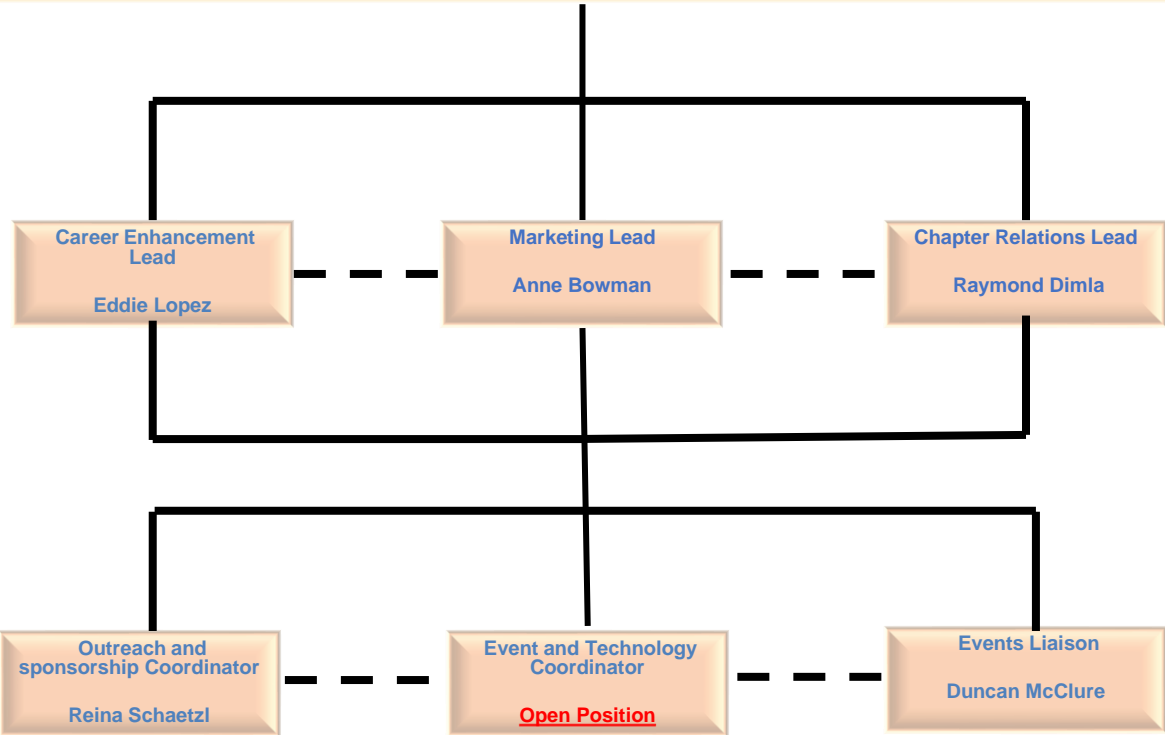 Career Enhancement
Lead
Eddie Lopez
Marketing Lead
Anne Bowman
Chapter Relations Lead
Raymond Dimla
Outreach and
sponsorship Coordinator
Reina Schaetzl
Event and Technology
Coordinator
Open Position
Events Liaison
Duncan McClure